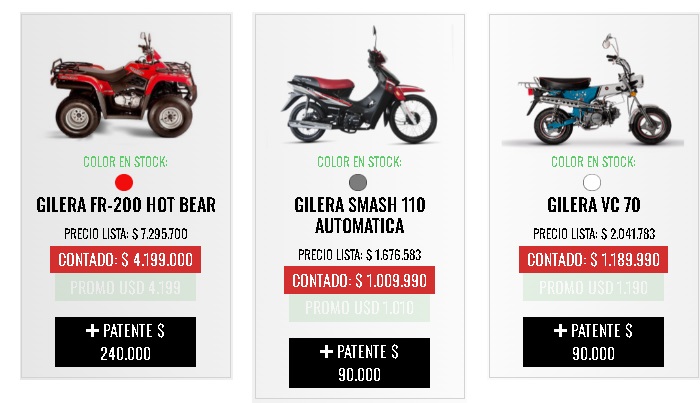 COLOR EN STOCK:
GILERA FR-200 HOT BEAR
PRECIO LISTA: $ 7.295.700
CONTADO: $ 4.199.000
PROMO USD 4.199
+ PATENTE $
240.000
COLOR EN STOCK:
GILERA SMASH 110
AUTOMATICA
PRECIO LISTA: $ 1.676.583
CONTADO: $ 1.009.990
PROMO USD 1.010
+ PATENTE $
90.000
COLOR EN STOCK:
GILERA VC 70
PRECIO LISTA: $ 2.041.783
CONTADO: $ 1.189.990
PROMO USD 1.190
+ PATENTE $
90.000